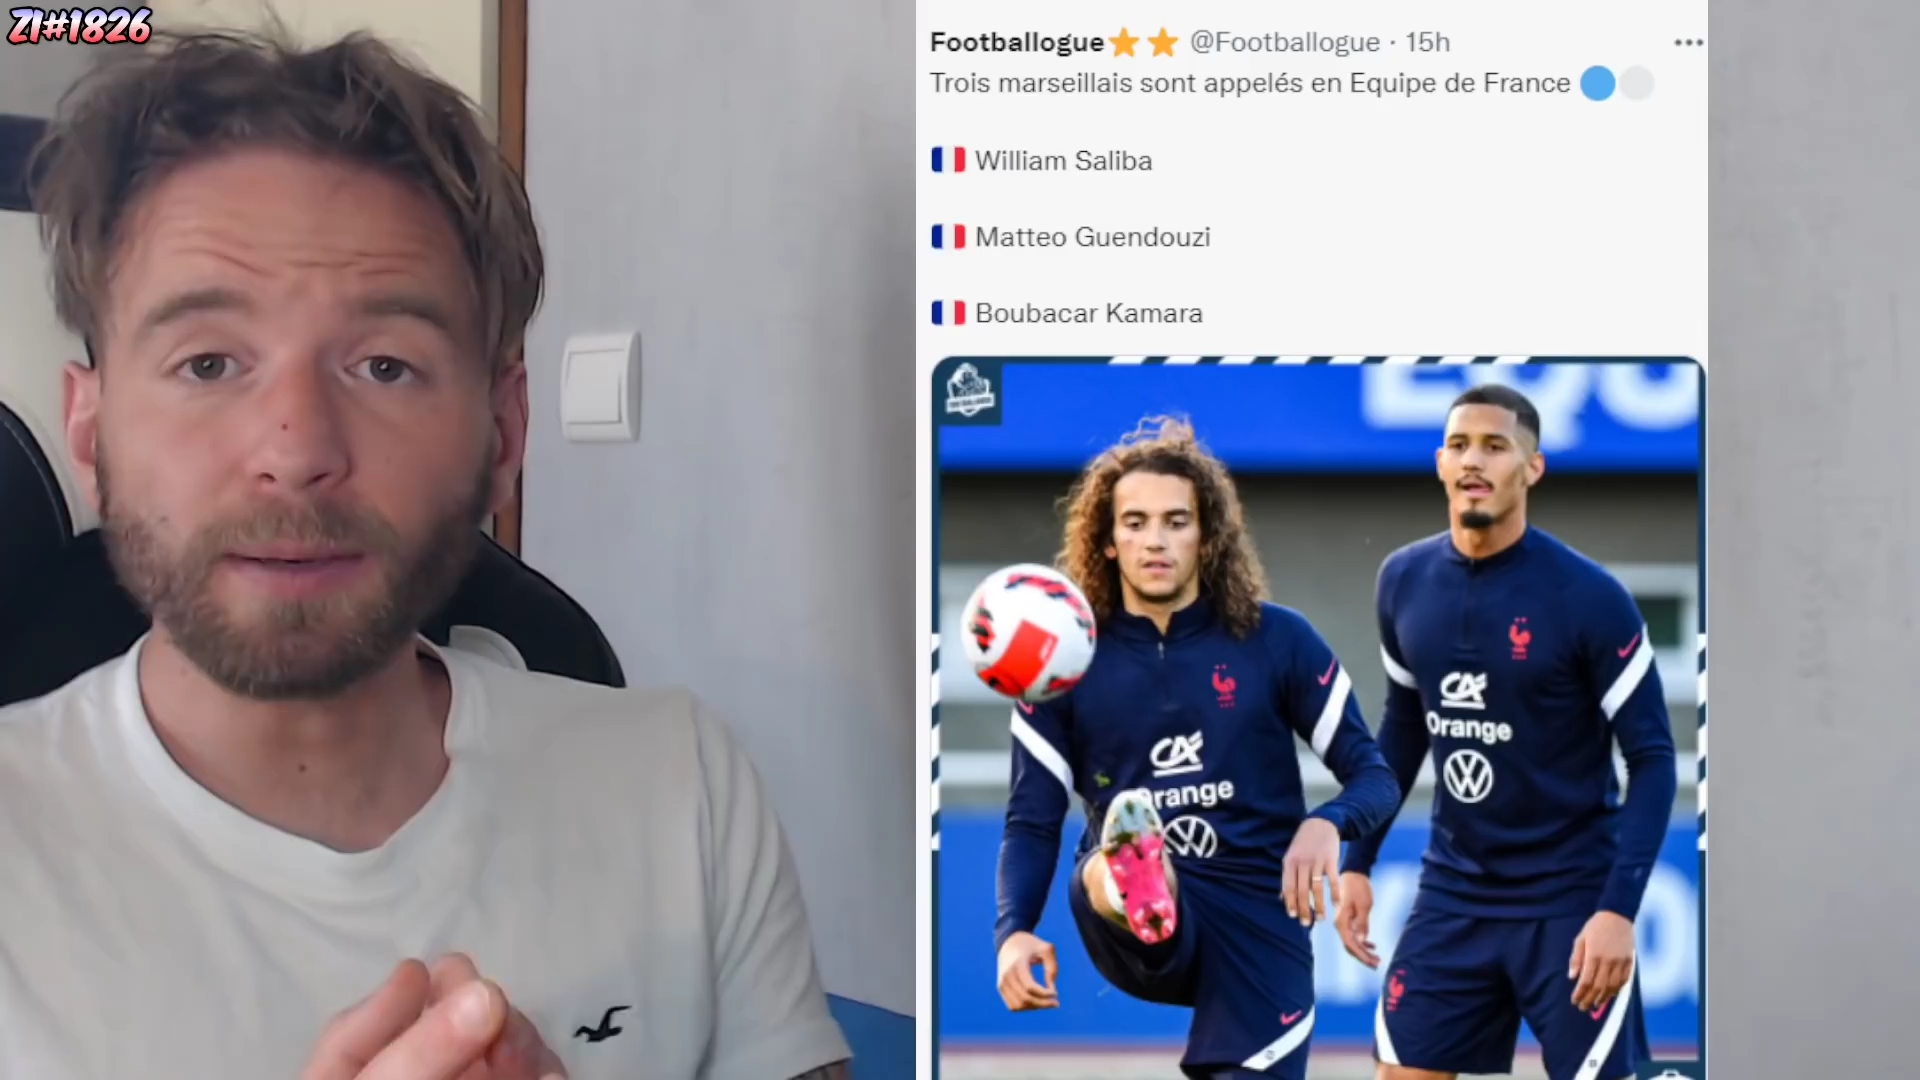 ZI#1826
Footballogue⭐⭐ @Footballogue · 15h
Trois marseillais sont appelés en Equipe de France 🔵⚪
🇫🇷 William Saliba
🇫🇷 Matteo Guendouzi
🇫🇷 Boubacar Kamara
CA
Orange
CA
Orange